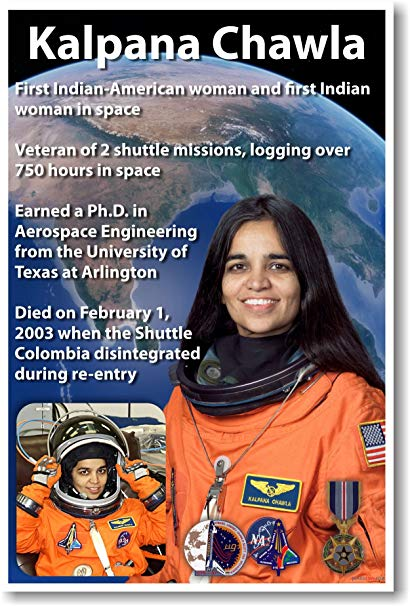 Kalpana Chawla
First Indian-American woman and first Indian
woman in space
Veteran of 2 shuttle missions, logging over
750 hours in space
Earned a Ph.D. in
Aerospace Engineering
from the University of
Texas at Arlington
Died on February 1,
2003 when the Shuttle
Colombia disintegrated
during re-entry
KALPANA CHAWLA
NASA